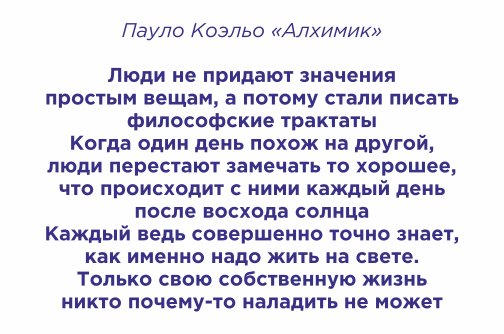 Пауло Коэльо «Алхимик»
Люди не придают значения
простым вещам, а потому стали писать
философские трактаты
Когда один день похож на другой,
люди перестают замечать то хорошее,
что происходит с ними каждый день
после восхода солнца
Каждый ведь совершенно точно знает,
как именно надо жить на свете.
Только свою собственную жизнь
никто почему-то наладить не может